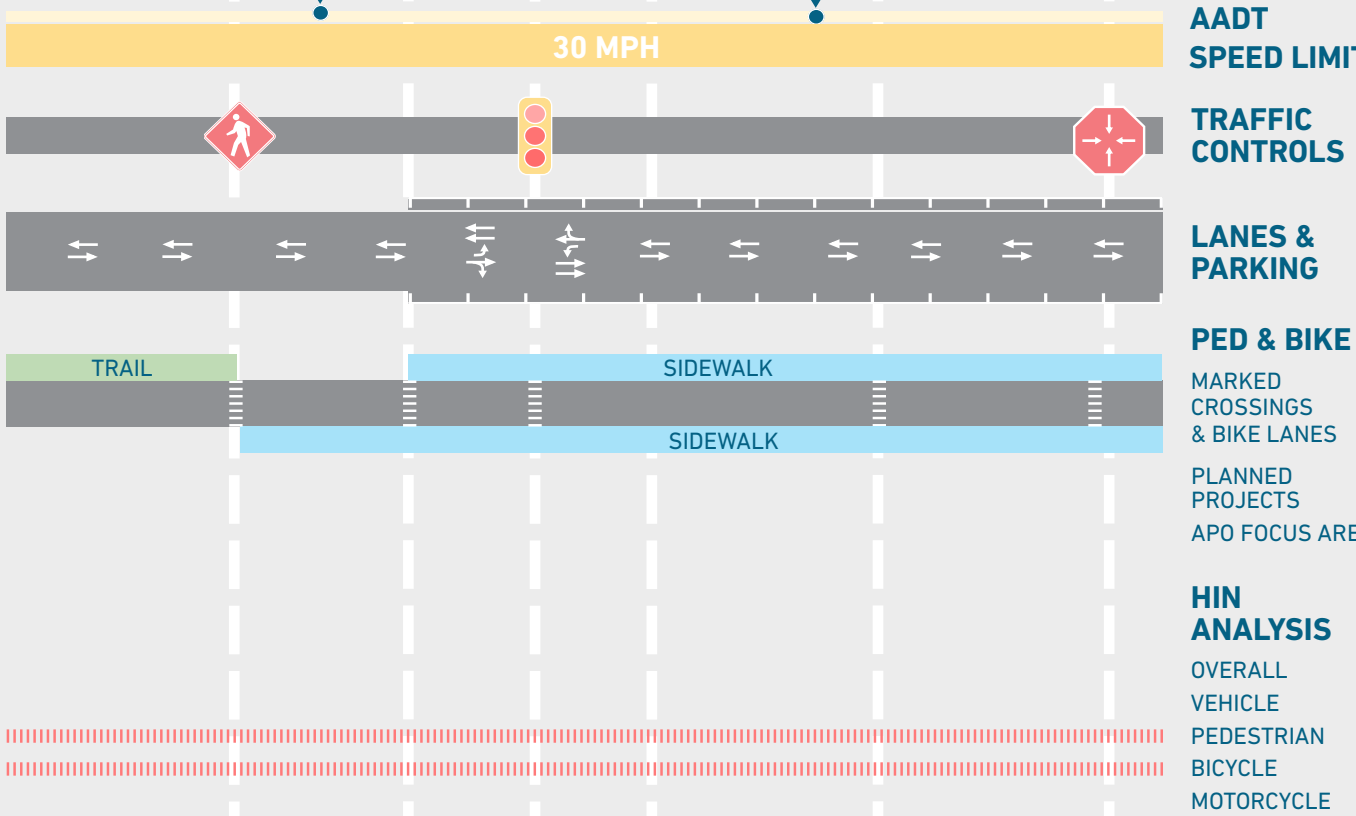 AADT
30 MPH
SPEED LIMIT
TRAFFIC
CONTROLS
LANES &
PARKING
PED & BIKE
TRAIL
SIDEWALK
MARKED
CROSSINGS
& BIKE LANES
SIDEWALK
PLANNED
PROJECTS
APO FOCUS ARE
HIN
ANALYSIS
OVERALL
VEHICLE
PEDESTRIAN
BICYCLE
MOTORCYCLE